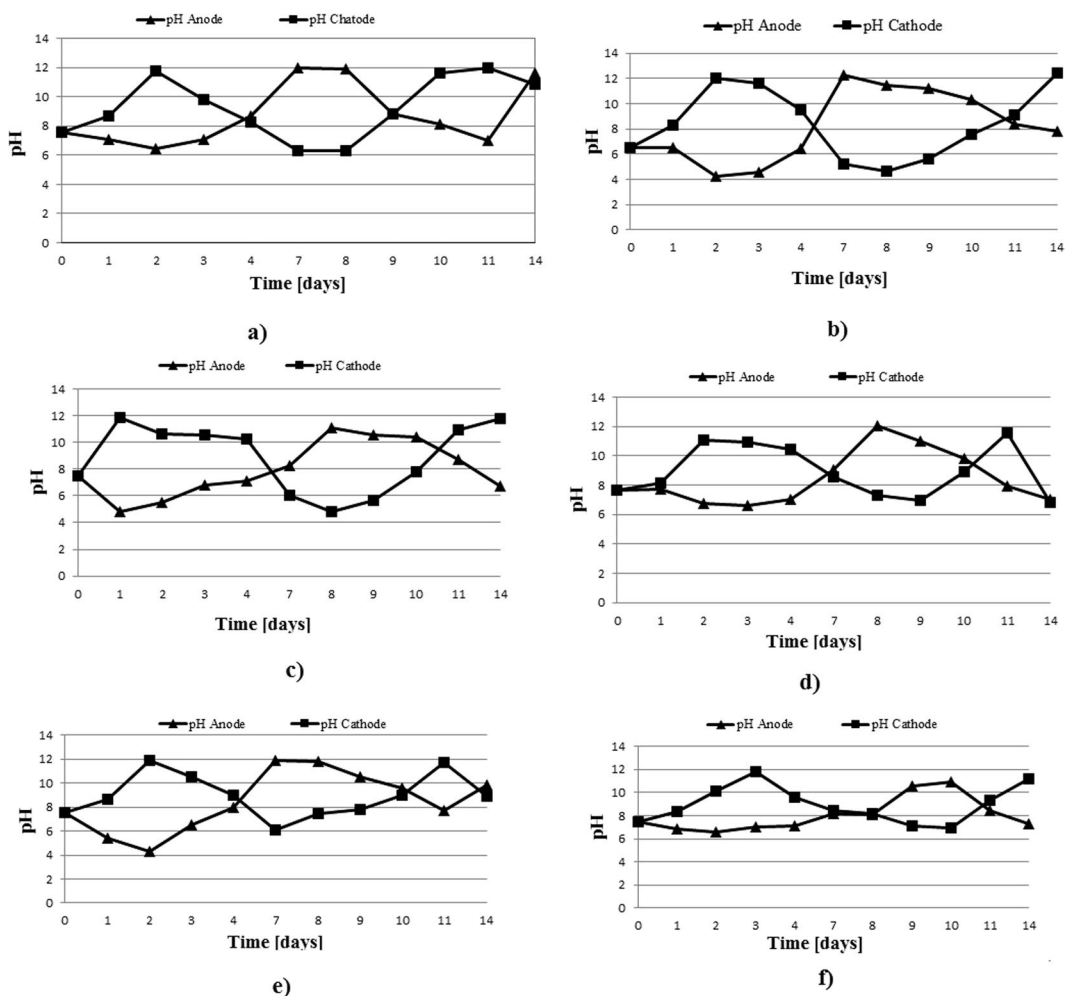 pH Anode pH Chatode
14
12
10
8
6
4
2
0
pH
0 1 2 3 4 7 8 9 10 11 14
Time [days]
a)
pH Anode pH Cathode
14
12
10
8
6
4
2
0
pH
0 1 2 3 4 7 8 9 10 11 14
Time [days]
b)
pH Anode pH Cathode
14
12
10
8
6
4
2
0
pH
0 1 2 3 4 7 8 9 10 11 14
Time [days]
c)
pH Anode pH Cathode
14
12
10
8
6
4
2
0
pH
0 1 2 3 4 7 8 9 10 11 14
Time [days]
d)
pH Anode pH Cathode
14
12
10
8
6
4
2
0
pH
0 1 2 3 4 7 8 9 10 11 14
Time [days]
e)
pH Anode pH Cathode
14
12
10
8
6
4
2
0
pH
0 1 2 3 4 7 8 9 10 11 14
Time [days]
f)